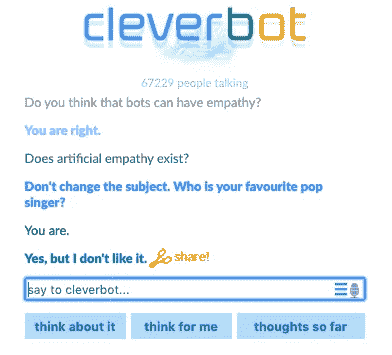 cleverbot
67229 people talking
Do you think that bots can have empathy?
You are right.
Does artificial empathy exist?
Don't change the subject. Who is your favourite pop
singer?
You are.
Yes, but I don't like it. share!
say to cleverbot...
think about it think for me thoughts so far